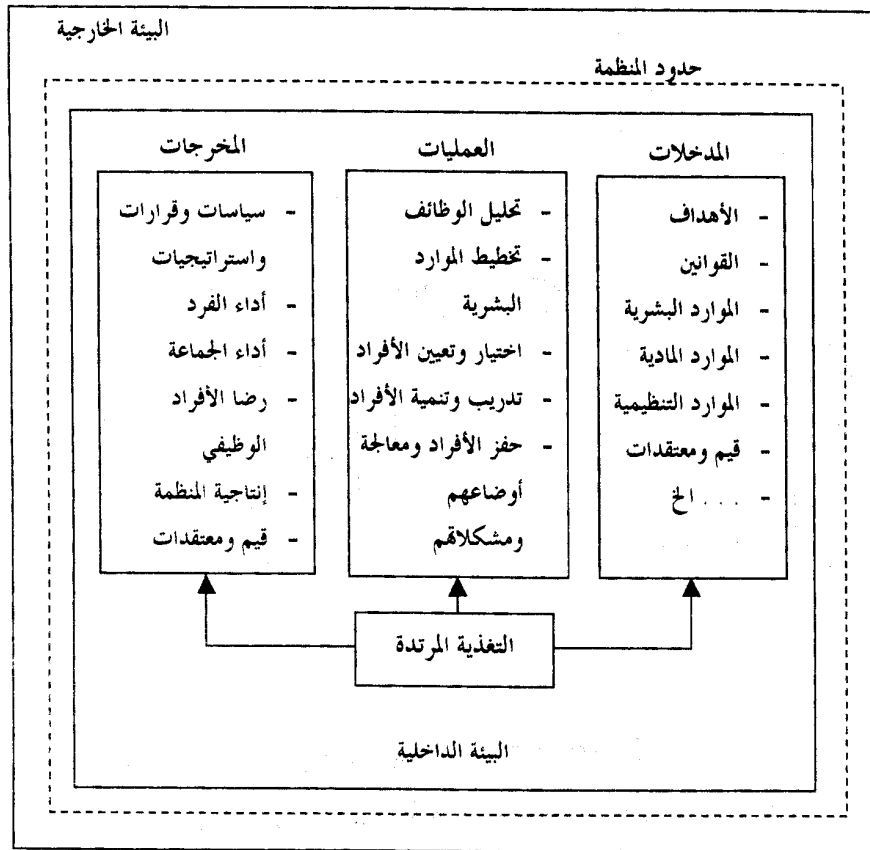 البيئة الخارجية
حدود المنظمة
المدخلات
- الأهداف
- القوانين
- الموارد البشرية
- الموارد المادية
- الموارد التنظيمية
- قيم ومعتقدات
- . . . الخ
العمليات
- تحليل الوظائف
- تخطيط الموارد
البشرية
- اختيار وتعيين الأفراد
- تدريب وتنمية الأفراد
- حفز الأفراد ومعالجة
أوضاعهم
ومشكلاتهم
المخرجات
- سياسات وقرارات
واستراتيجيات
- أداء الفرد
- أداء الجماعة
- رضا الأفراد
الوظيفي
- إنتاجية المنظمة
- قيم ومعتقدات
التغذية المرتدة
البيئة الداخلية